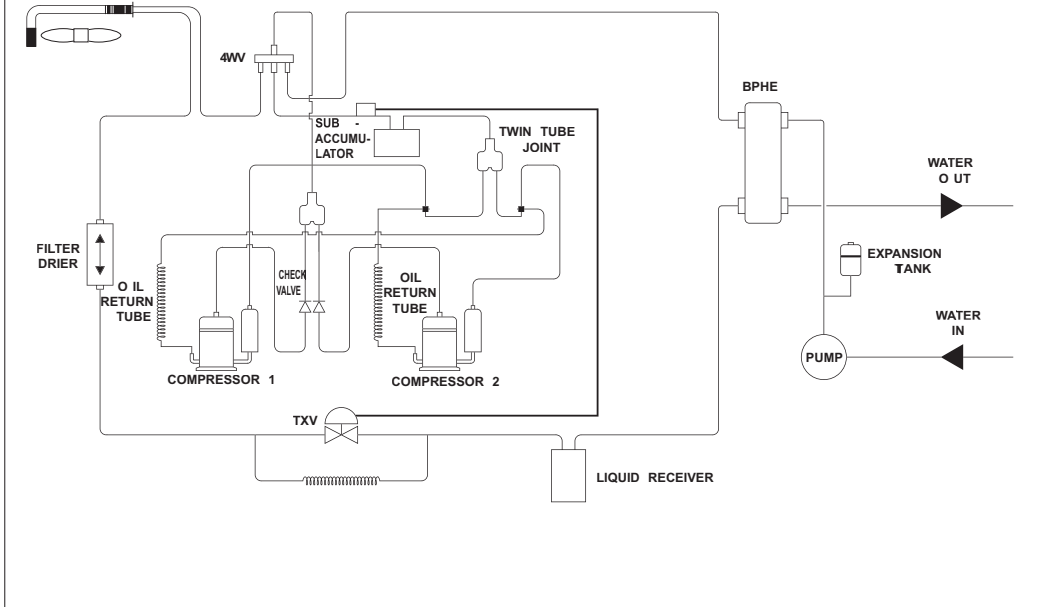 4WV
BPHE
SUB -
ACCUMU-
LATOR
TWIN TUBE
JOINT
WATER
O UT
FILTER
DRIER
EXPANSION
TANK
O IL
RETURN
TUBE
CHECK
VALVE
OIL
RETURN
TUBE
WATER
IN
PUMP
COMPRESSOR 1
COMPRESSOR 2
TXV
LIQUID RECEIVER